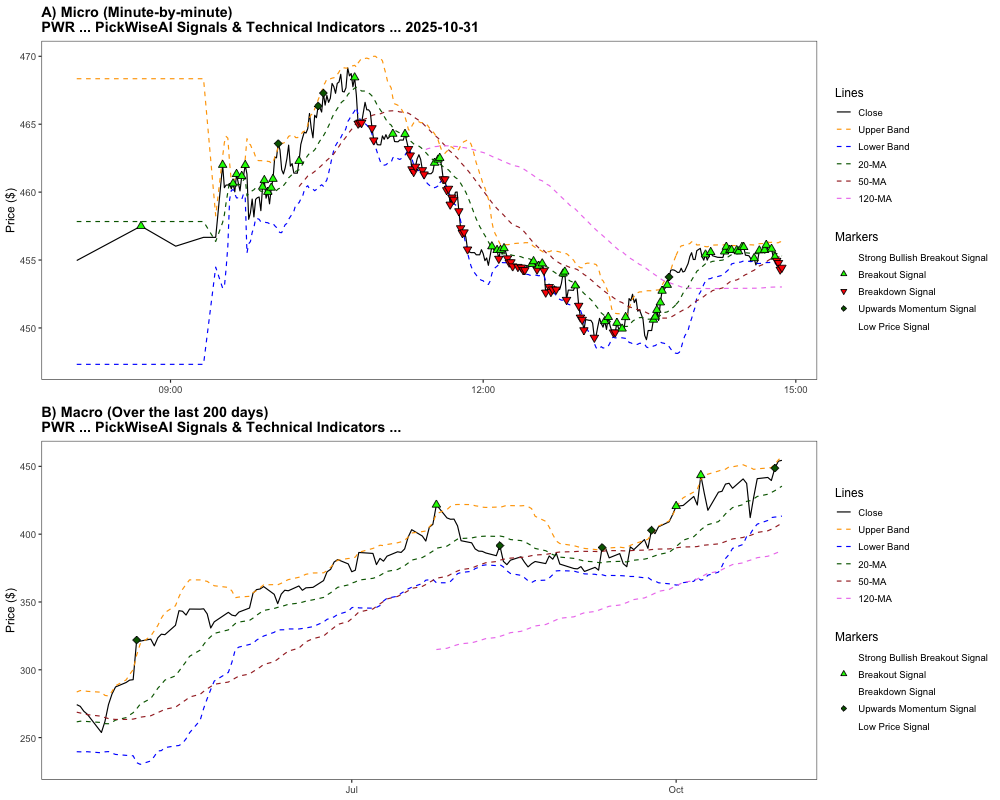 A) Micro (Minute-by-minute)
PWR ... PickWiseAI Signals & Technical Indicators ... 2025-10-31
Price ($)
470
465
460
455
450
09:00
12:00
15:00
Lines
Close
Upper Band
Lower Band
20-MA
50-MA
120-MA
Markers
Strong Bullish Breakout Signal
Breakout Signal
Breakdown Signal
Upwards Momentum Signal
Low Price Signal
B) Macro (Over the last 200 days)
PWR ... PickWiseAI Signals & Technical Indicators ...
Price ($)
450
400
350
300
250
Jul
Oct
Lines
Close
Upper Band
Lower Band
20-MA
50-MA
120-MA
Markers
Strong Bullish Breakout Signal
Breakout Signal
Breakdown Signal
Upwards Momentum Signal
Low Price Signal